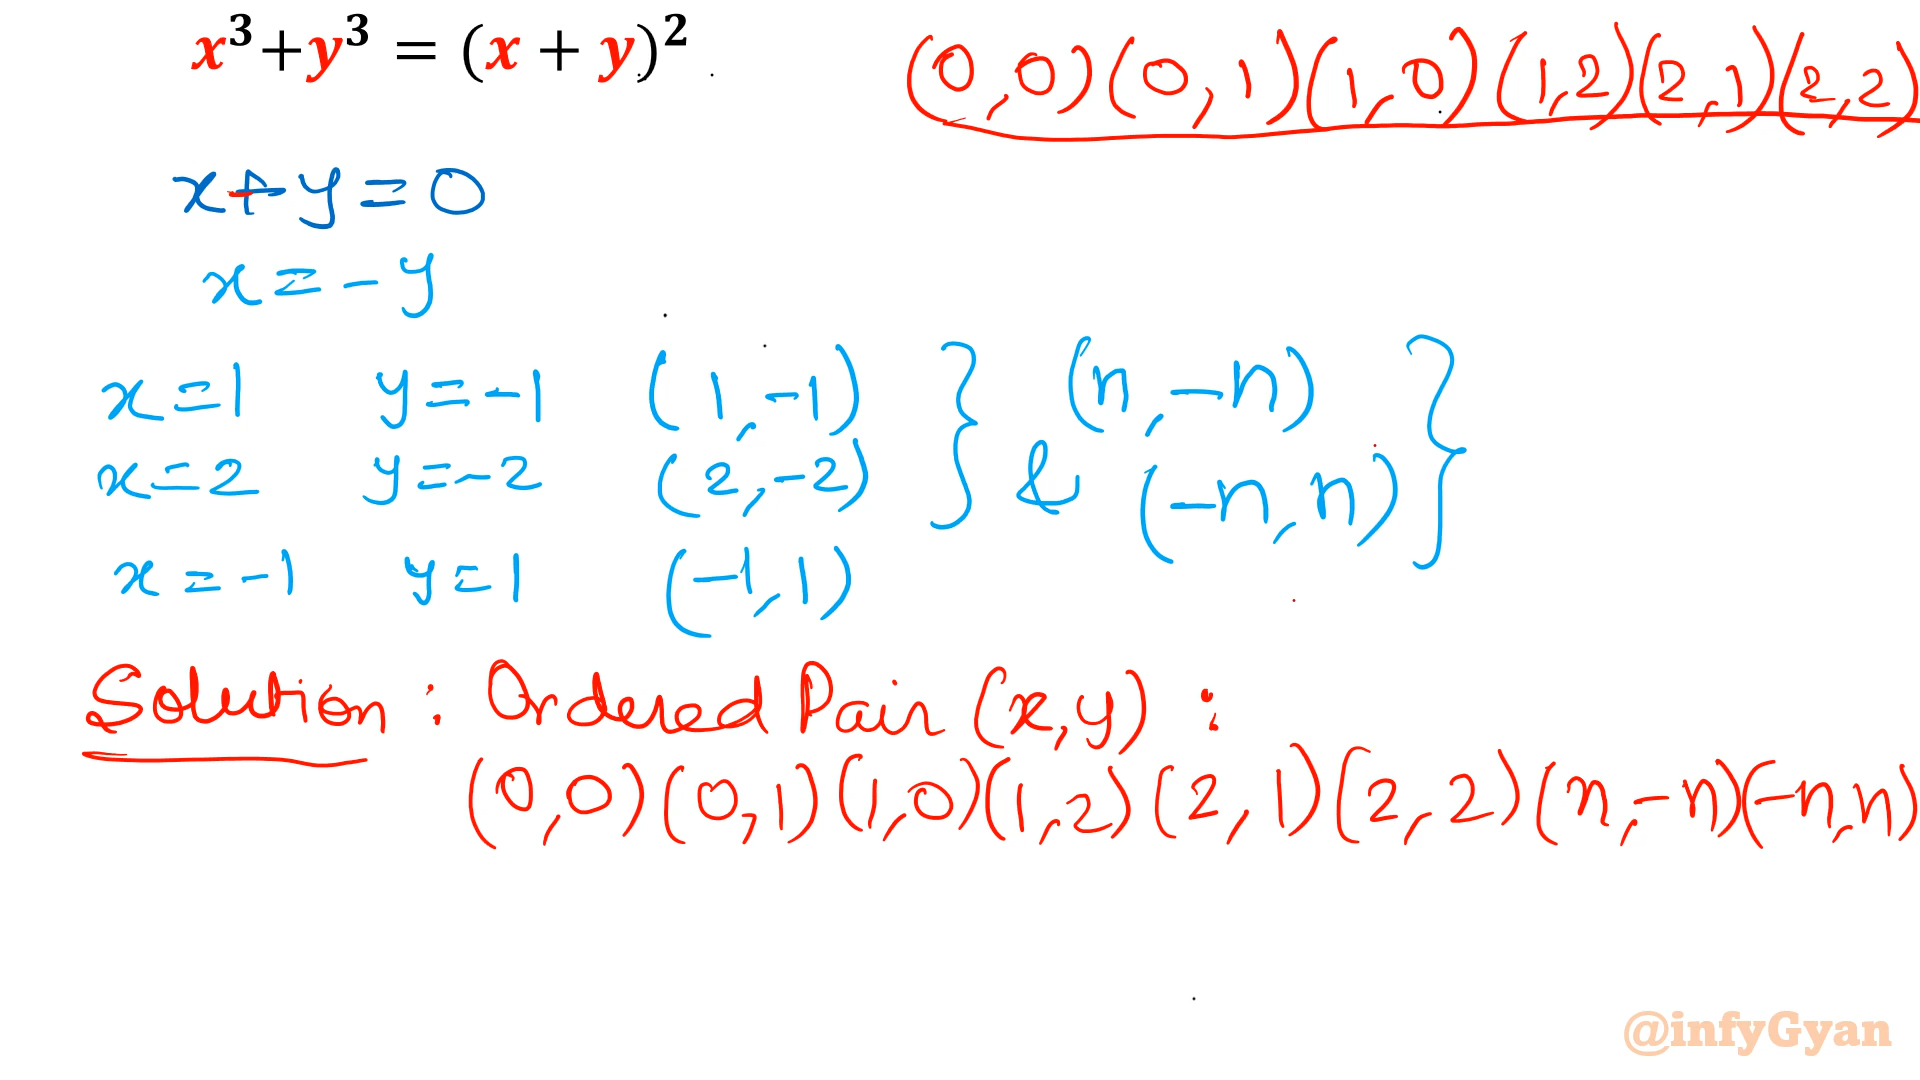 x³+y³ = (x + y)²
(0,0)(0,1)(1,0)(1,2)(2,1)(2,2)
x+y=0
x=-y
x=1 y=-1 (1,-1) } (n,-n) }
x=2 y=-2 (2,-2) & (-n,n)
x=-1 y=1 (-1,1)
Solution : Ordered Pair (x,y) :
(0,0)(0,1)(1,0)(1,2)(2,1)(2,2)(n,-n)(-n,n)
@infyGyan